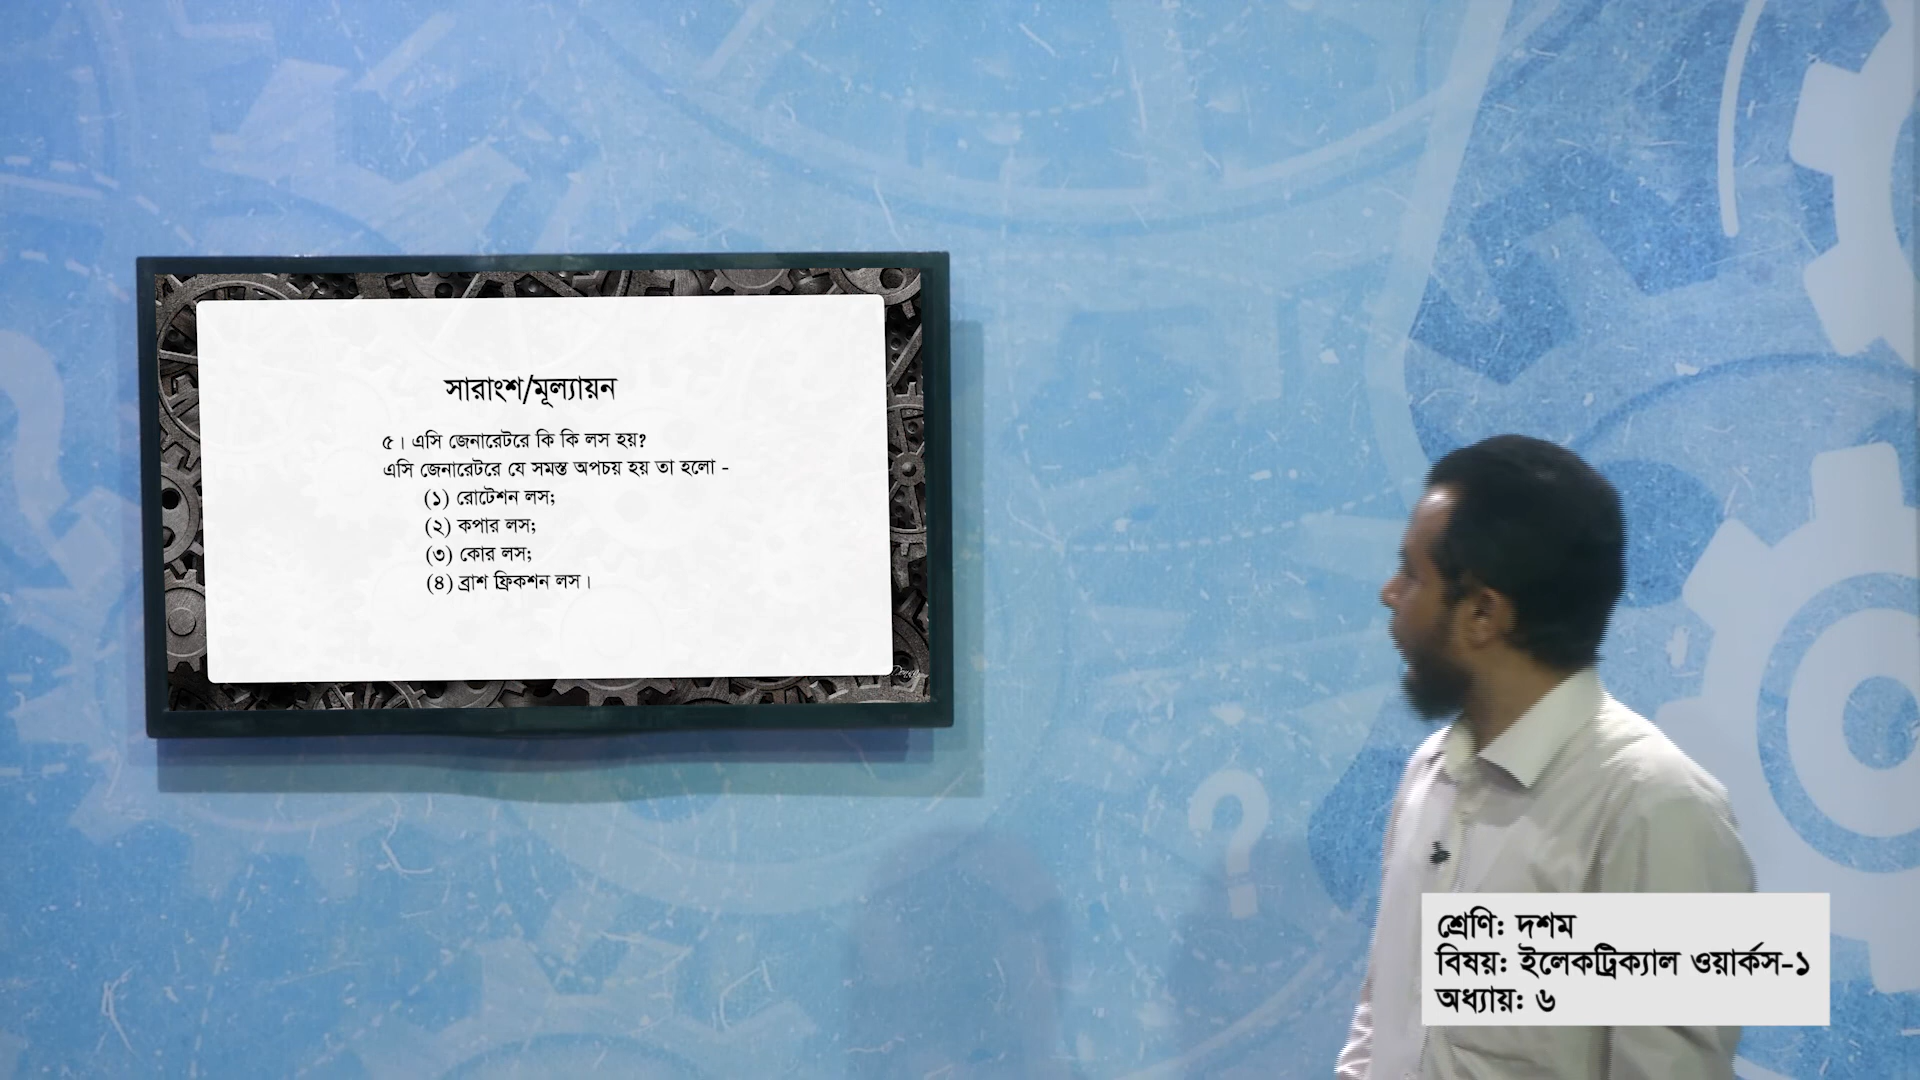 সারাংশ/মূল্যায়ন
৫। এসি জেনারেটরে কি কি লস হয়?
এসি জেনারেটরে যে সমস্ত অপচয় হয় তা হলো -
(১) রোটেশন লস;
(২) কপার লস;
(৩) কোর লস;
(৪) ব্রাশ ফ্রিকশন লস।
শ্রেণি: দশম
বিষয়: ইলেকট্রিক্যাল ওয়ার্কস-১
অধ্যায়: ৬